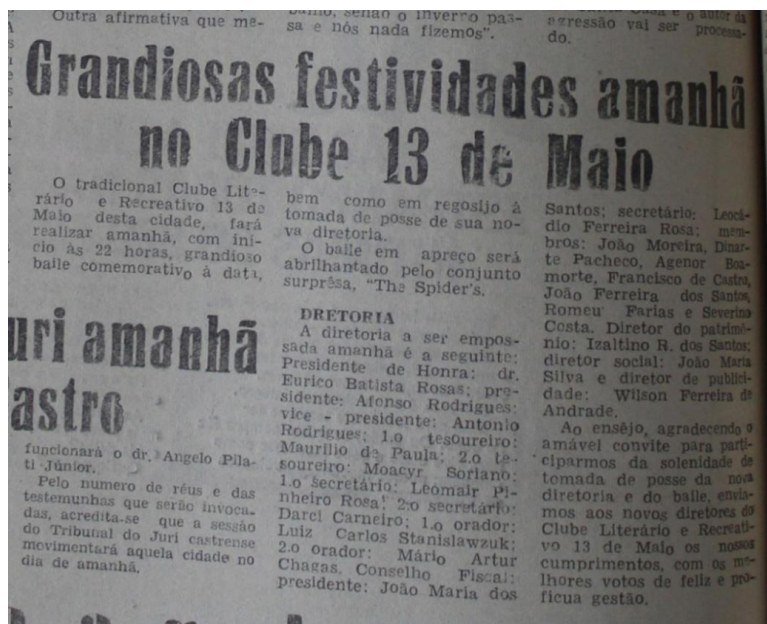 Outra afirmativa que me-
senão o inverno pas-
sa e nós nada fizemos".
e o autor da
agressão vai ser processa-
do.
Grandiosas festividades amanhã
no Clube 13 de Maio
O tradicional Clube Lite-
rário e Recreativo 13 de
Maio desta cidade, fará
realizar amanhã, com iní-
cio às 22 horas, grandioso
baile comemorativo à data,
bem como em regosijo à
tomada de posse de sua no-
va diretoria.
O baile em apreço será
abrilhantado pelo conjunto
surprêsa, "The Spider's.
DRETORIA
A diretoria a ser empos-
sada amanhã é a seguinte:
Presidente de Honra: dr.
Eurico Batista Rosas; pre-
sidente: Afonso Rodrigues;
vice - presidente: Antonio
Rodrigues; 1.o tesoureiro:
Maurilio de Paula; 2.o te-
soureiro: Moacyr Soriano;
1.o secretário: Leomair Pi-
nheiro Rosa; 2.o secretário:
Darci Carneiro; 1.o orador:
Luiz Carlos Stanislawzuk;
2.o orador: Mário Artur
Chagas, Conselho Fiscal:
presidente: João Maria dos
Santos; secretário: Leocá-
dio Ferreira Rosa; mem-
bros: João Moreira, Dinar-
te Pacheco, Agenor Boa-
morte, Francisco de Castro,
João Ferreira dos Santos,
Romeu Farias e Severino
Costa. Diretor do patrimô-
nio: Izaltino R. dos Santos;
diretor social: João Maria
Silva e diretor de publici-
dade: Wilson Ferreira de
Andrade.
Ao ensêjo, agradecendo o
amável convite para parti-
ciparmos da solenidade de
tomada de posse da nova
diretoria e do baile, envia-
mos aos novos diretores do
Clube Literário e Recreati-
vo 13 de Maio os nossos
cumprimentos, com os me-
lhores votos de feliz e pro-
fícua gestão.
uri amanhã
astro
funcionará o dr. Angelo Pila-
ti Júnior.
Pelo numero de réus e das
testemunhas que serão invoca-
das, acredita-se que a sessão
do Tribunal do Juri castrense
movimentará aquela cidade no
dia de amanhã.